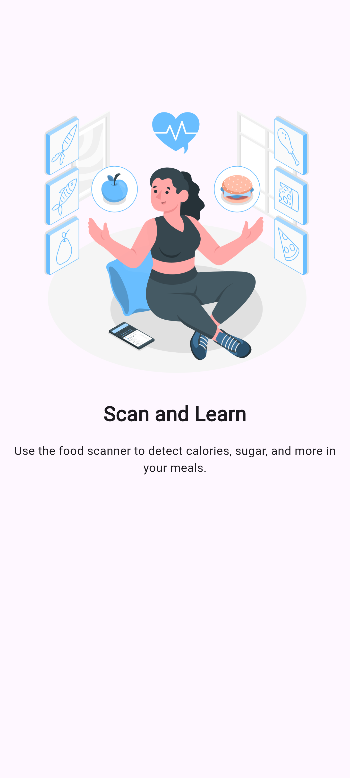 Scan and Learn
Use the food scanner to detect calories, sugar, and more in
your meals.